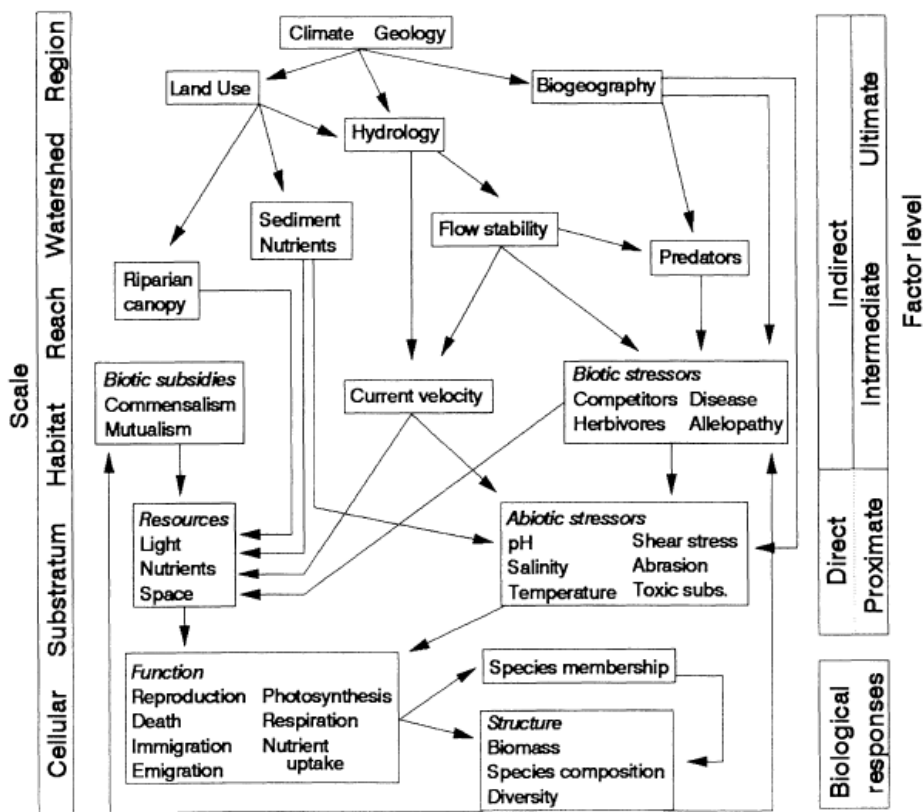 Climate Geology
Land Use
Biogeography
Hydrology
Sediment
Nutrients
Flow stability
Predators
Riparian
canopy
Biotic subsidies
Commensalism
Mutualism
Current velocity
Biotic stressors
Competitors Disease
Herbivores Allelopathy
Resources
Light
Nutrients
Space
Abiotic stressors
pH Shear stress
Salinity Abrasion
Temperature Toxic subs.
Function
Reproduction Photosynthesis
Death Respiration
Immigration Nutrient
Emigration uptake
Species membership
Structure
Biomass
Species composition
Diversity
Scale
Cellular Substratum Habitat Reach Watershed Region
Direct Indirect
Proximate Intermediate Ultimate
Factor level
Biological
responses